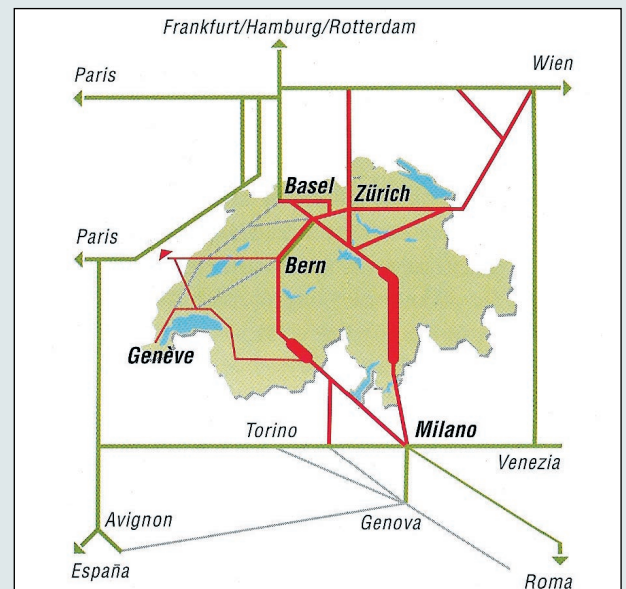 Frankfurt/Hamburg/Rotterdam
Paris
Wien
Basel
Zürich
Paris
Bern
Genève
Torino
Milano
Venezia
Avignon
Genova
España
Roma